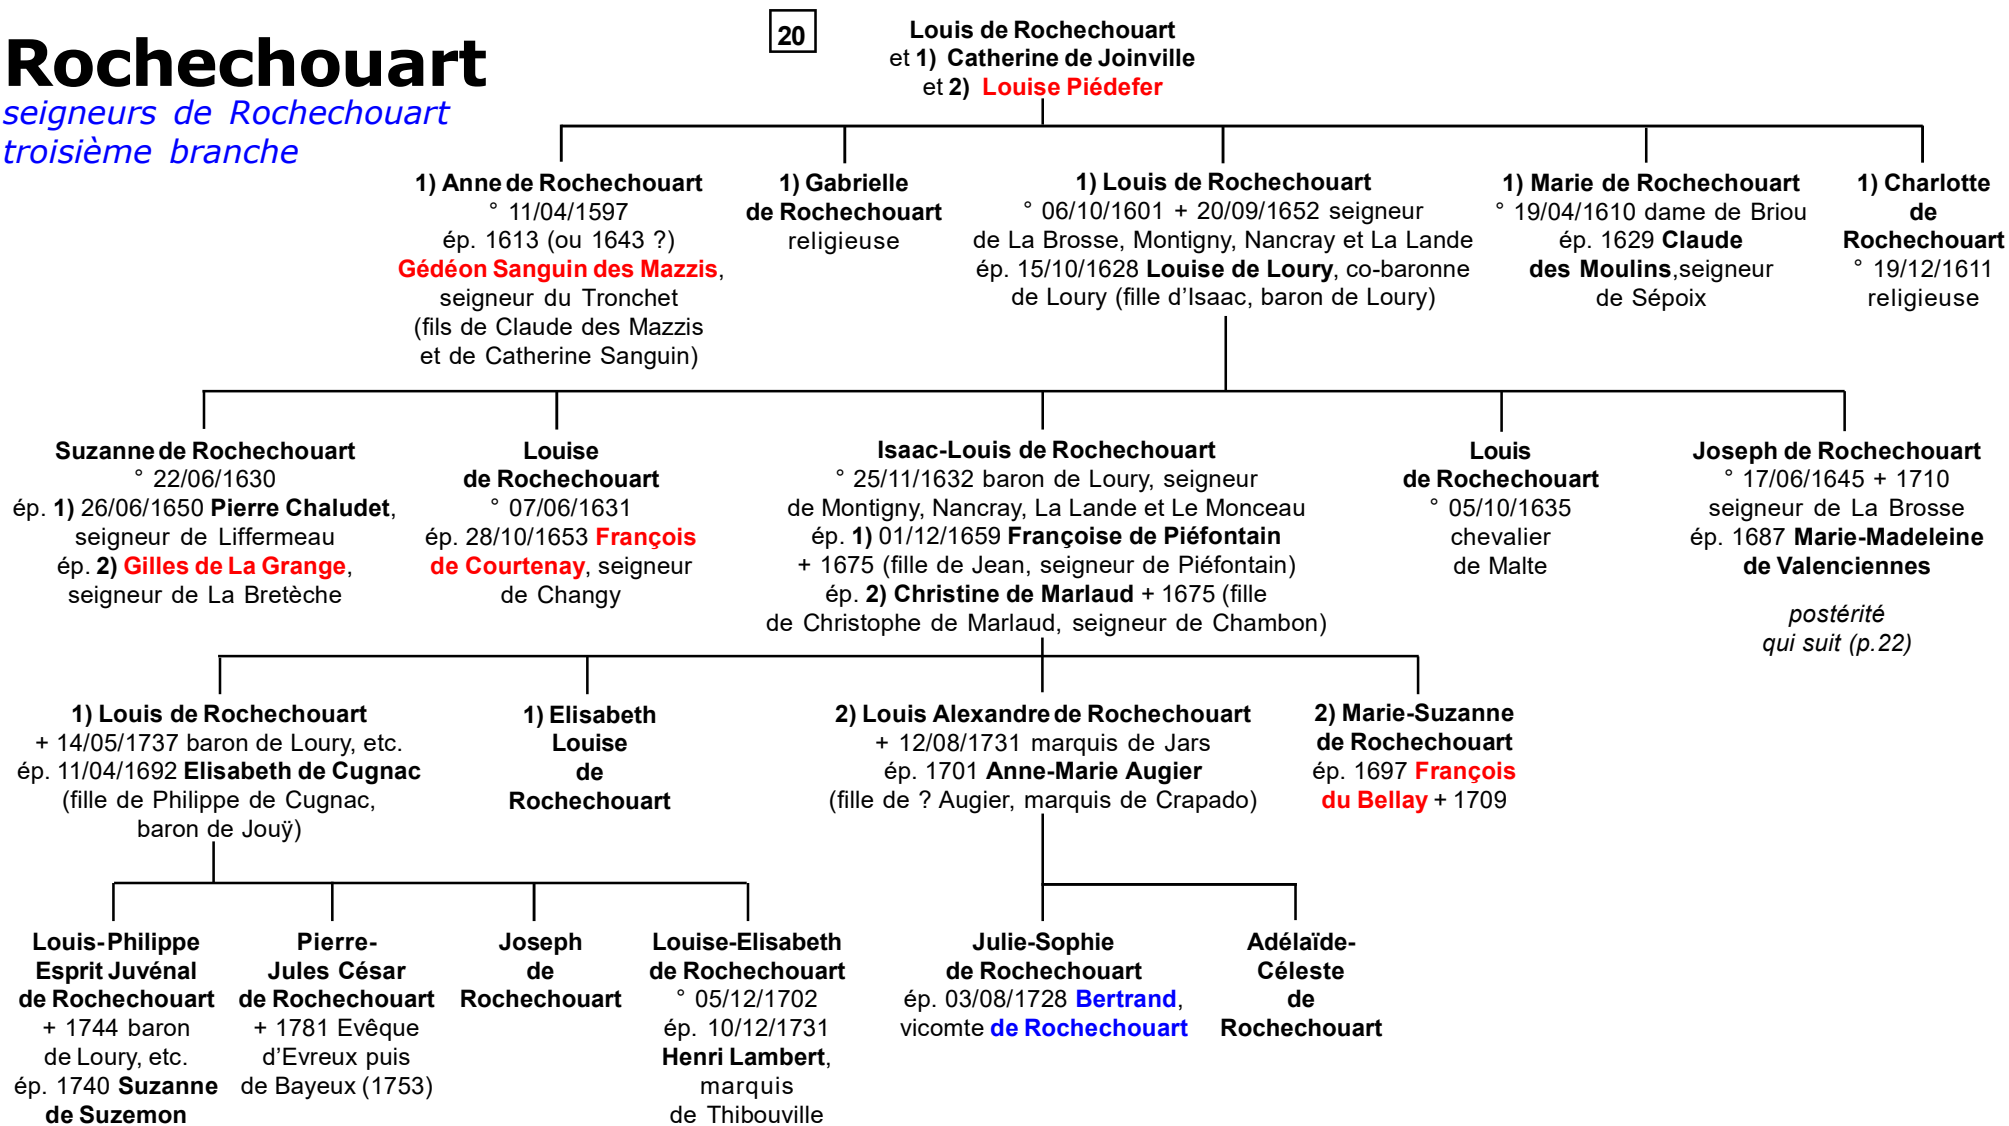 Rochechouart
seigneurs de Rochechouart
troisième branche
20
Louis de Rochechouart
et 1) Catherine de Joinville
et 2) Louise Piédefer
1) Anne de Rochechouart
° 11/04/1597
ép. 1613 (ou 1643 ?)
Gédéon Sanguin des Mazzis,
seigneur du Tronchet
(fils de Claude des Mazzis
et de Catherine Sanguin)
1) Gabrielle
de Rochechouart
religieuse
1) Louis de Rochechouart
° 06/10/1601 + 20/09/1652 seigneur
de La Brosse, Montigny, Nancray et La Lande
ép. 15/10/1628 Louise de Loury, co-baronne
de Loury (fille d'Isaac, baron de Loury)
1) Marie de Rochechouart
° 19/04/1610 dame de Briou
ép. 1629 Claude
des Moulins,seigneur
de Sépoix
1) Charlotte
de
Rochechouart
° 19/12/1611
religieuse
Suzanne de Rochechouart
° 22/06/1630
ép. 1) 26/06/1650 Pierre Chaludet,
seigneur de Liffermeau
ép. 2) Gilles de La Grange,
seigneur de La Bretèche
Louise
de Rochechouart
° 07/06/1631
ép. 28/10/1653 François
de Courtenay, seigneur
de Changy
Isaac-Louis de Rochechouart
° 25/11/1632 baron de Loury, seigneur
de Montigny, Nancray, La Lande et Le Monceau
ép. 1) 01/12/1659 Françoise de Piéfontain
+ 1675 (fille de Jean, seigneur de Piéfontain)
ép. 2) Christine de Marlaud + 1675 (fille
de Christophe de Marlaud, seigneur de Chambon)
Louis
de Rochechouart
° 05/10/1635
chevalier
de Malte
Joseph de Rochechouart
° 17/06/1645 + 1710
seigneur de La Brosse
ép. 1687 Marie-Madeleine
de Valenciennes
postérité
qui suit (p.22)
1) Louis de Rochechouart
+ 14/05/1737 baron de Loury, etc.
ép. 11/04/1692 Elisabeth de Cugnac
(fille de Philippe de Cugnac,
baron de Jouÿ)
1) Elisabeth
Louise
de
Rochechouart
2) Louis Alexandre de Rochechouart
+ 12/08/1731 marquis de Jars
ép. 1701 Anne-Marie Augier
(fille de ? Augier, marquis de Crapado)
2) Marie-Suzanne
de Rochechouart
ép. 1697 François
du Bellay + 1709
Louis-Philippe
Esprit Juvénal
de Rochechouart
+ 1744 baron
de Loury, etc.
ép. 1740 Suzanne
de Suzemon
Pierre-
Jules César
de Rochechouart
+ 1781 Evêque
d'Evreux puis
de Bayeux (1753)
Joseph
de
Rochechouart
Louise-Elisabeth
de Rochechouart
° 05/12/1702
ép. 10/12/1731
Henri Lambert,
marquis
de Thibouville
Julie-Sophie
de Rochechouart
ép. 03/08/1728 Bertrand,
vicomte de Rochechouart
Adélaïde-
Céleste
de
Rochechouart